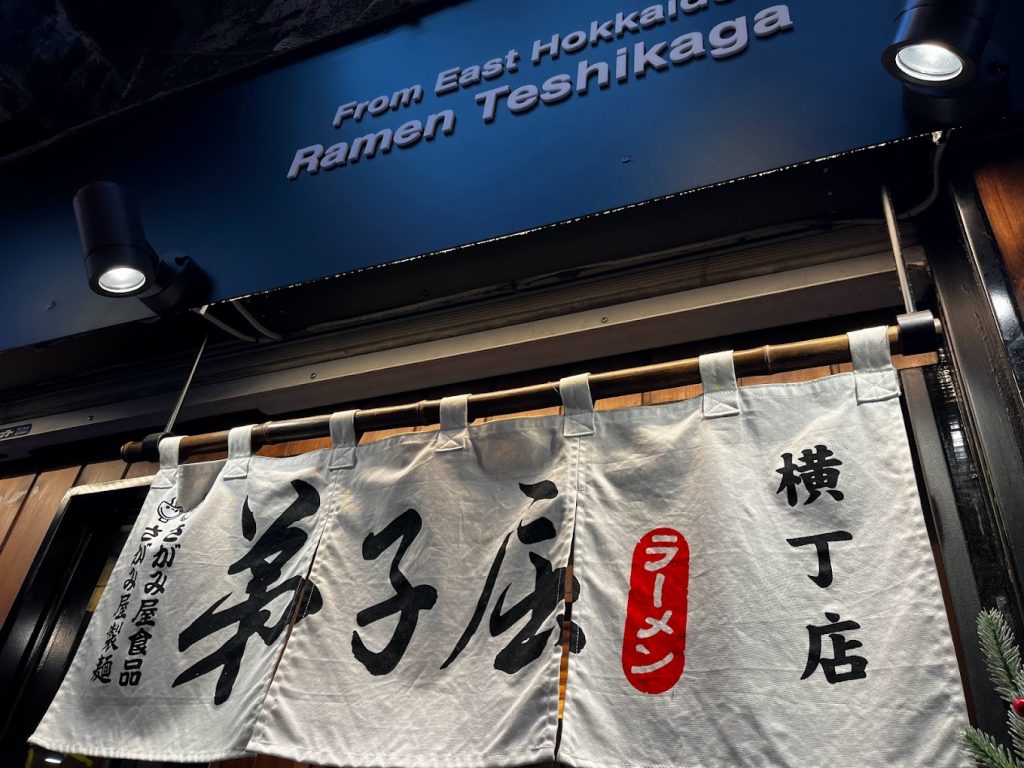 From East Hokkaido
Ramen Teshikaga
横丁店
ラーメン
弟子屈
さがみ屋食品
さがみ屋製麺